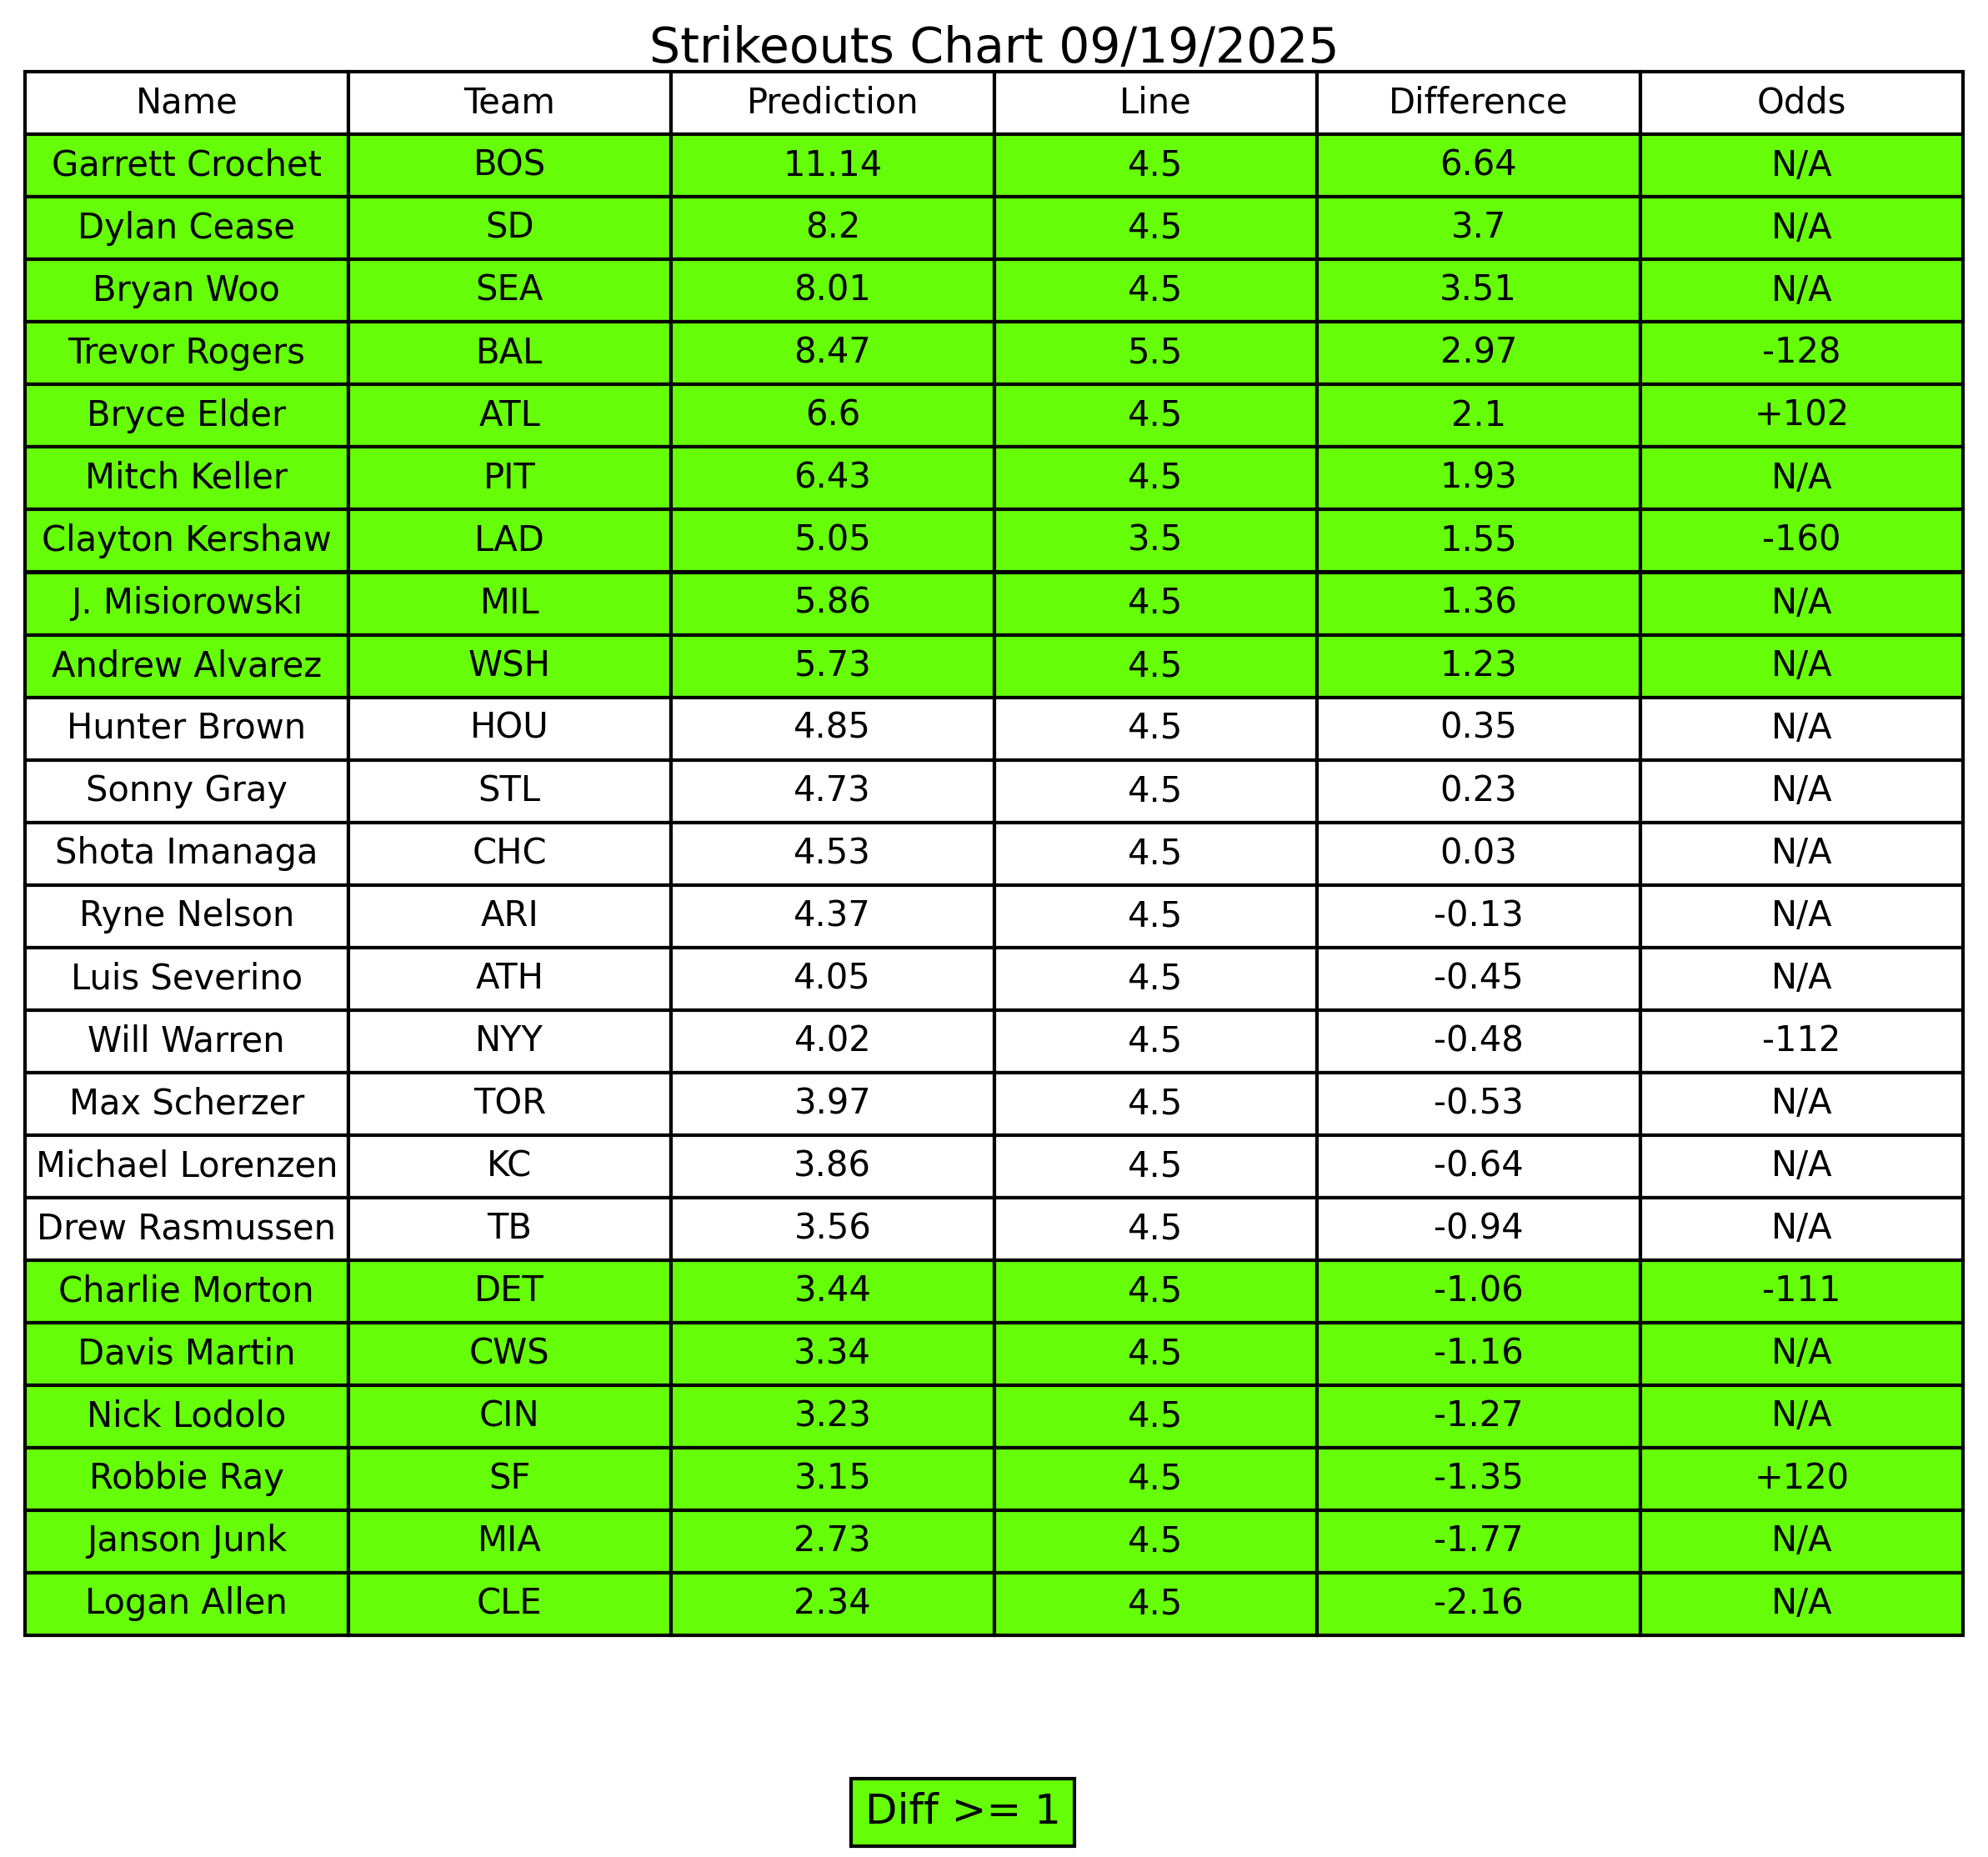 Strikeouts Chart 09/19/2025
Name Team Prediction Line Difference Odds
Garrett Crochet BOS 11.14 4.5 6.64 N/A
Dylan Cease SD 8.2 4.5 3.7 N/A
Bryan Woo SEA 8.01 4.5 3.51 N/A
Trevor Rogers BAL 8.47 5.5 2.97 -128
Bryce Elder ATL 6.6 4.5 2.1 +102
Mitch Keller PIT 6.43 4.5 1.93 N/A
Clayton Kershaw LAD 5.05 3.5 1.55 -160
J. Misiorowski MIL 5.86 4.5 1.36 N/A
Andrew Alvarez WSH 5.73 4.5 1.23 N/A
Hunter Brown HOU 4.85 4.5 0.35 N/A
Sonny Gray STL 4.73 4.5 0.23 N/A
Shota Imanaga CHC 4.53 4.5 0.03 N/A
Ryne Nelson ARI 4.37 4.5 -0.13 N/A
Luis Severino ATH 4.05 4.5 -0.45 N/A
Will Warren NYY 4.02 4.5 -0.48 -112
Max Scherzer TOR 3.97 4.5 -0.53 N/A
Michael Lorenzen KC 3.86 4.5 -0.64 N/A
Drew Rasmussen TB 3.56 4.5 -0.94 N/A
Charlie Morton DET 3.44 4.5 -1.06 -111
Davis Martin CWS 3.34 4.5 -1.16 N/A
Nick Lodolo CIN 3.23 4.5 -1.27 N/A
Robbie Ray SF 3.15 4.5 -1.35 +120
Janson Junk MIA 2.73 4.5 -1.77 N/A
Logan Allen CLE 2.34 4.5 -2.16 N/A
Diff >= 1